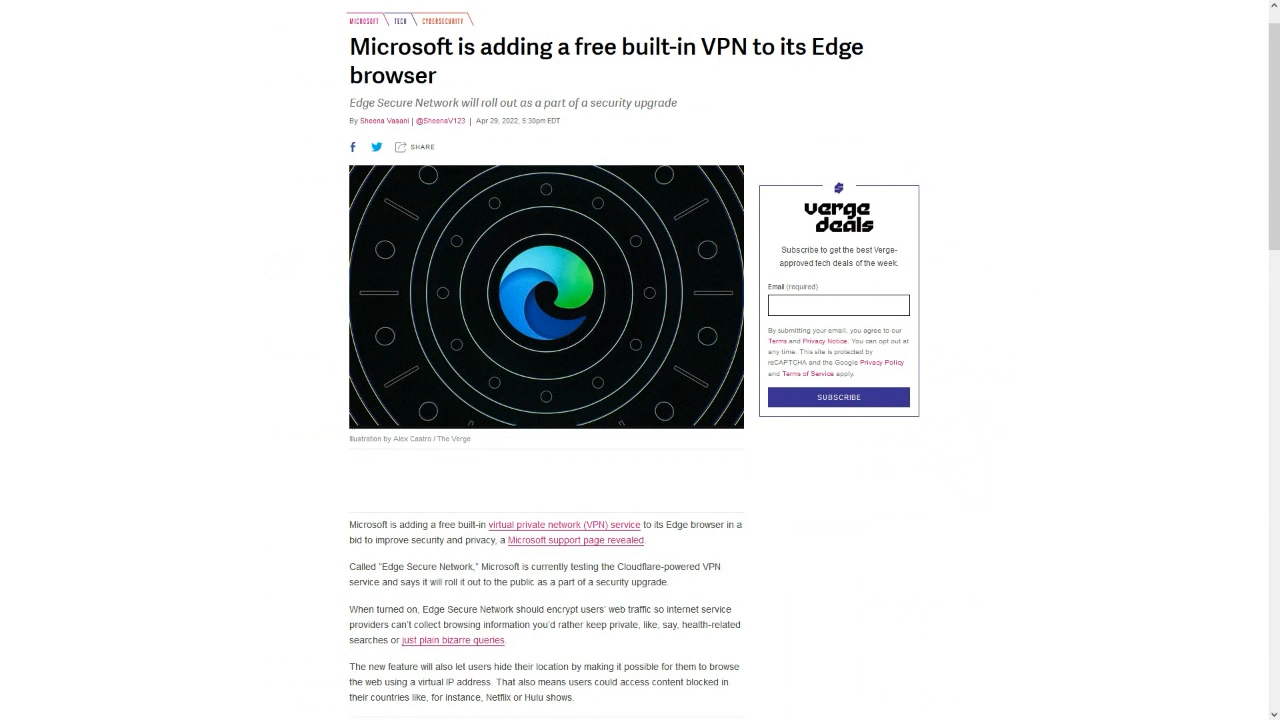 MICROSOFT TECH CYBERSECURITY
Microsoft is adding a free built-in VPN to its Edge
browser
Edge Secure Network will roll out as a part of a security upgrade
By Sheena Vasani | @SheenaV123 | Apr 29, 2022, 5:30pm EDT
SHARE
Illustration by Alex Castro / The Verge
Microsoft is adding a free built-in virtual private network (VPN) service to its Edge browser in a
bid to improve security and privacy, a Microsoft support page revealed.
Called “Edge Secure Network,” Microsoft is currently testing the Cloudflare-powered VPN
service and says it will roll it out to the public as a part of a security upgrade.
When turned on, Edge Secure Network should encrypt users’ web traffic so internet service
providers can’t collect browsing information you’d rather keep private, like, say, health-related
searches or just plain bizarre queries.
The new feature will also let users hide their location by making it possible for them to browse
the web using a virtual IP address. That also means users could access content blocked in
their countries like, for instance, Netflix or Hulu shows.
verge
deals
Subscribe to get the best Verge-
approved tech deals of the week.
Email (required)
By submitting your email, you agree to our
Terms and Privacy Notice. You can opt out at
any time. This site is protected by
reCAPTCHA and the Google Privacy Policy
and Terms of Service apply.
SUBSCRIBE